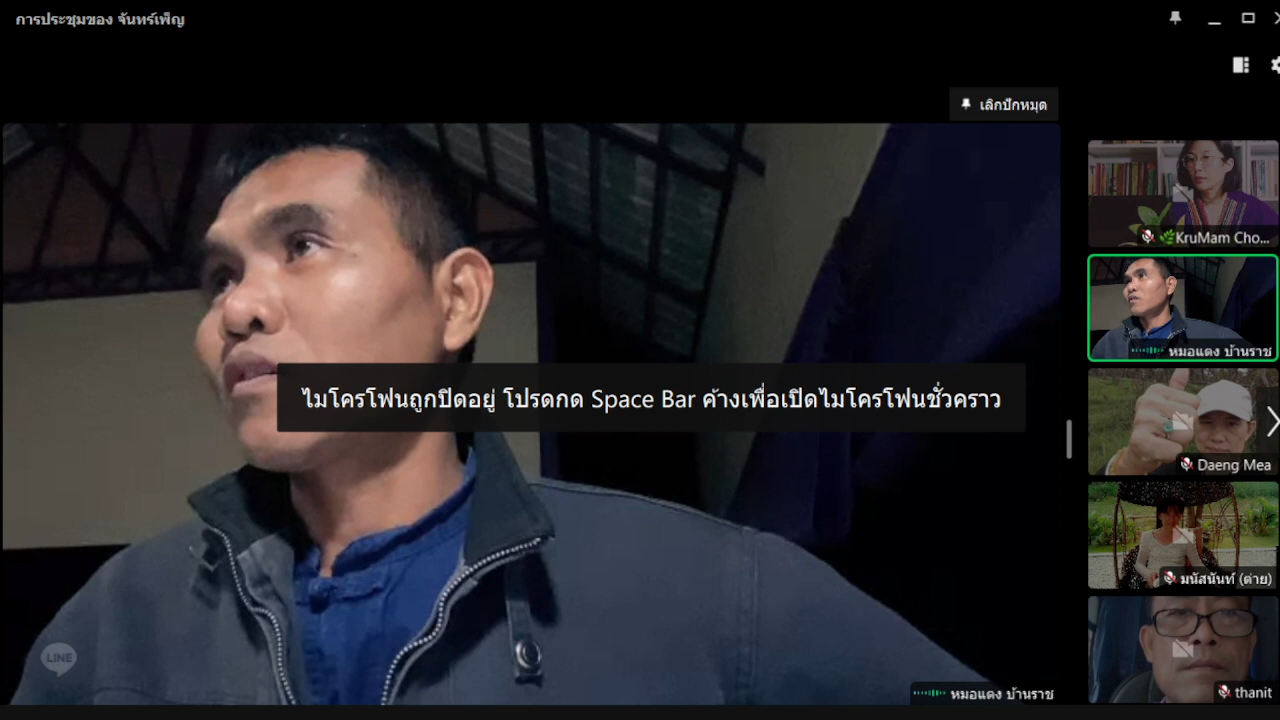 การประชุมของ จันทร์เพ็ญ
เลิกปักหมุด
KruMam Cho...
หมอแดง บ้านราช
Daeng Mea
ไมโครโฟนถูกปิดอยู่ โปรดกด Space Bar ค้างเพื่อเปิดไมโครโฟนชั่วคราว
มนัสนันท์ (ต่าย)
LINE
หมอแดง บ้านราช
thanit